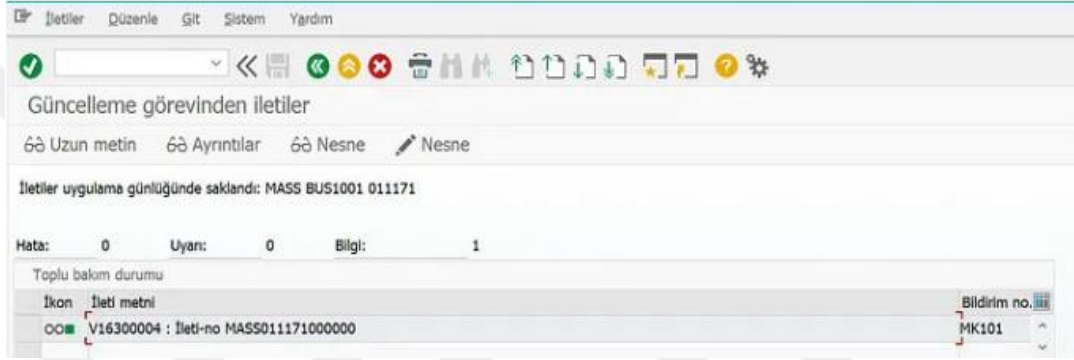 İletiler Düzenle Git Sistem Yardım
Güncelleme görevinden iletiler
Uzun metin Ayrıntılar Nesne Nesne
İletiler uygulama günlüğünde saklandı: MASS BUS1001 011171
Hata: 0 Uyarı: 0 Bilgi: 1
Toplu bakım durumu
İkon İleti metni Bildirim no.
V16300004 : İleti-no MASS011171000000 MK101